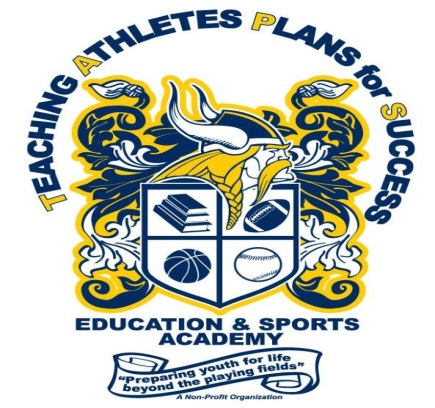 TEACHING ATHLETES PLANS for SUCCESS
EDUCATION & SPORTS
ACADEMY
"Preparing youth for life
beyond the playing fields"
A Non-Profit Organization